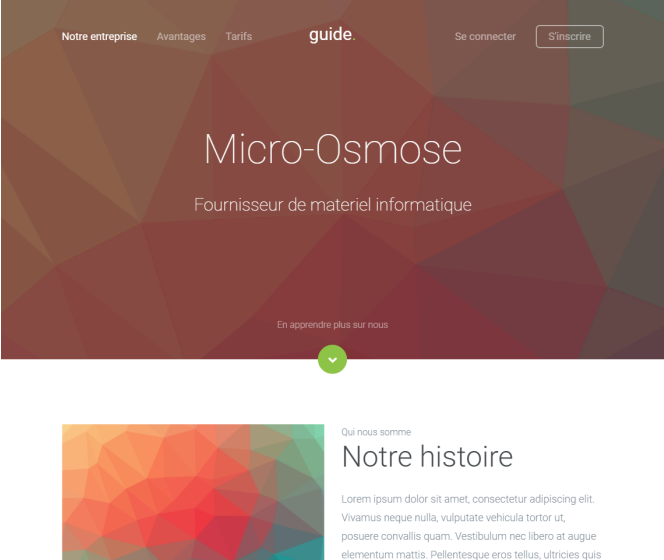 Notre entreprise Avantages Tarifs guide. Se connecter S'inscrire
Micro-Osmose
Fournisseur de materiel informatique
En apprendre plus sur nous
Qui nous somme
Notre histoire
Lorem ipsum dolor sit amet, consectetur adipiscing elit.
Vivamus neque nulla, vulputate vehicula tortor ut,
posuere convallis quam. Vestibulum nec libero at augue
elementum mattis. Pellentesque eros tellus, ultricies quis